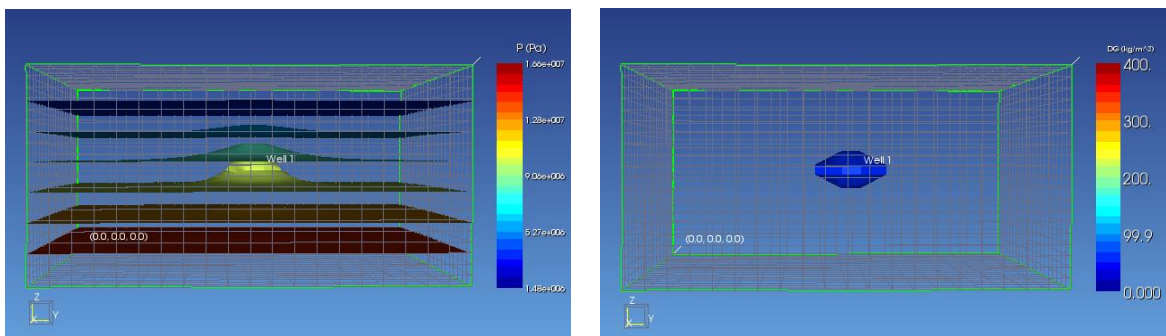 P (Pa)
1.66e+007
1.28e+007
9.06e+006
5.27e+006
1.48e+006
Well 1
(0.0, 0.0, 0.0)
Z
X
Y
DG (kg/m^3)
400.
300.
200.
99.9
0.000
Well 1
(0.0, 0.0, 0.0)
Z
X
Y